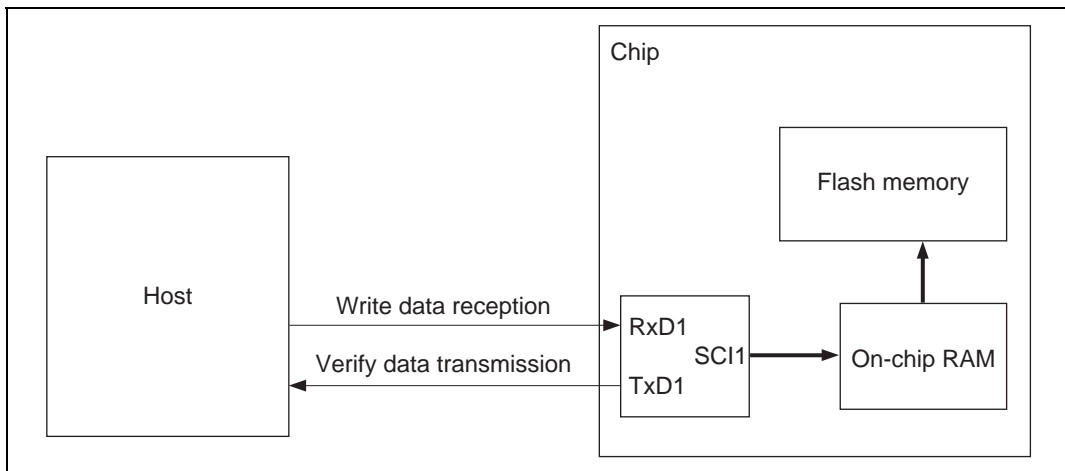 Chip
Flash memory
Host
Write data reception
RxD1
SCI1
On-chip RAM
Verify data transmission
TxD1